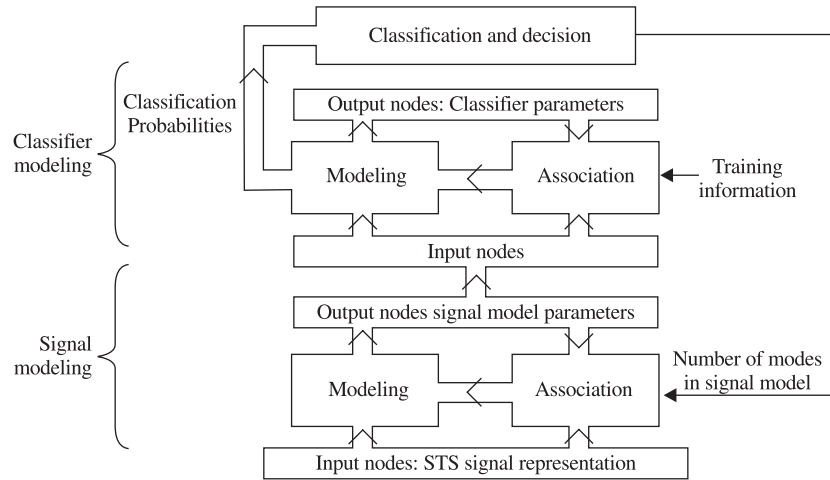 Classification and decision
Classification
Probabilities
Output nodes: Classifier parameters
Classifier
modeling
Modeling
Association
Training
information
Input nodes
Output nodes signal model parameters
Signal
modeling
Modeling
Association
Number of modes
in signal model
Input nodes: STS signal representation